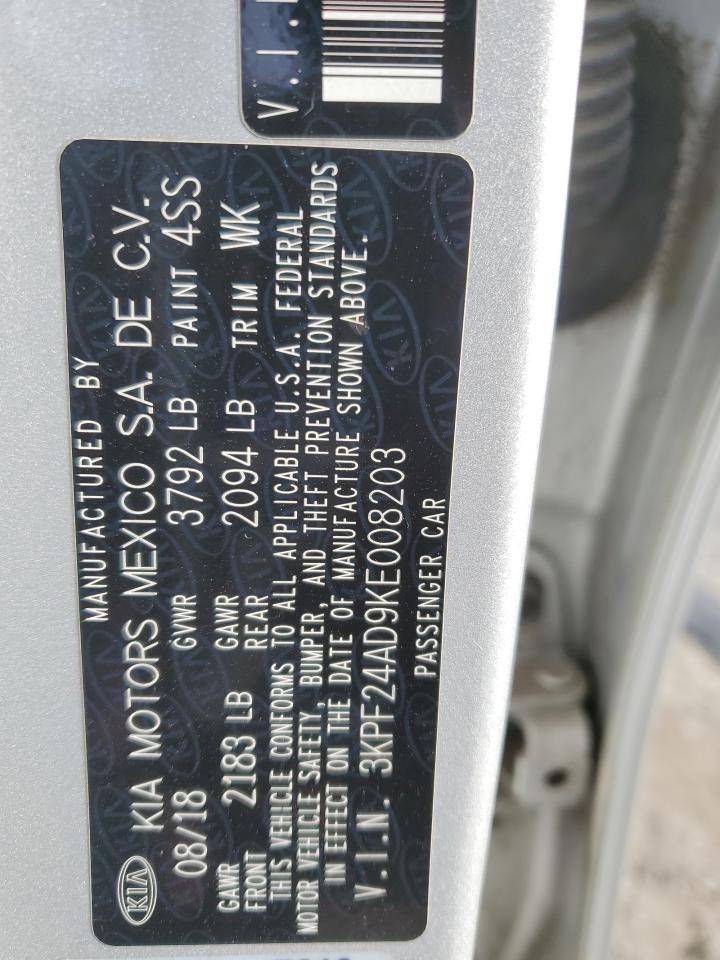 V.I.
MANUFACTURED BY
KIA KIA MOTORS MEXICO S.A. DE C.V.
08/18 GVWR 3792 LB PAINT 4SS
GAWR FRONT 2183 LB GAWR REAR 2094 LB TRIM WK
THIS VEHICLE CONFORMS TO ALL APPLICABLE U.S.A. FEDERAL
MOTOR VEHICLE SAFETY, BUMPER, AND THEFT PREVENTION STANDARDS
IN EFFECT ON THE DATE OF MANUFACTURE SHOWN ABOVE.
V.I.N. 3KPF24AD9KE008203
PASSENGER CAR